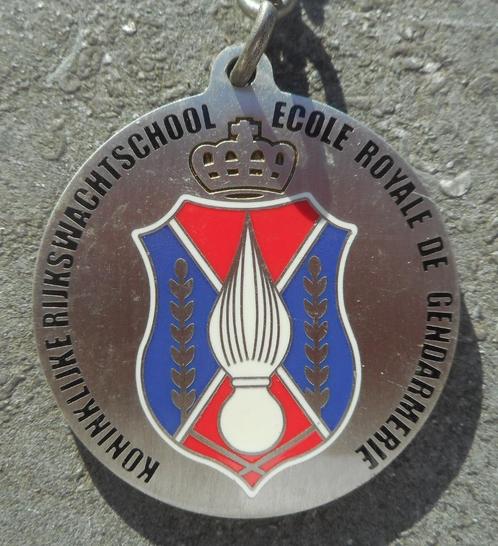 KONINKLIJKE RIJKSWACHTSCHOOL
ECOLE ROYALE DE GENDARMERIE